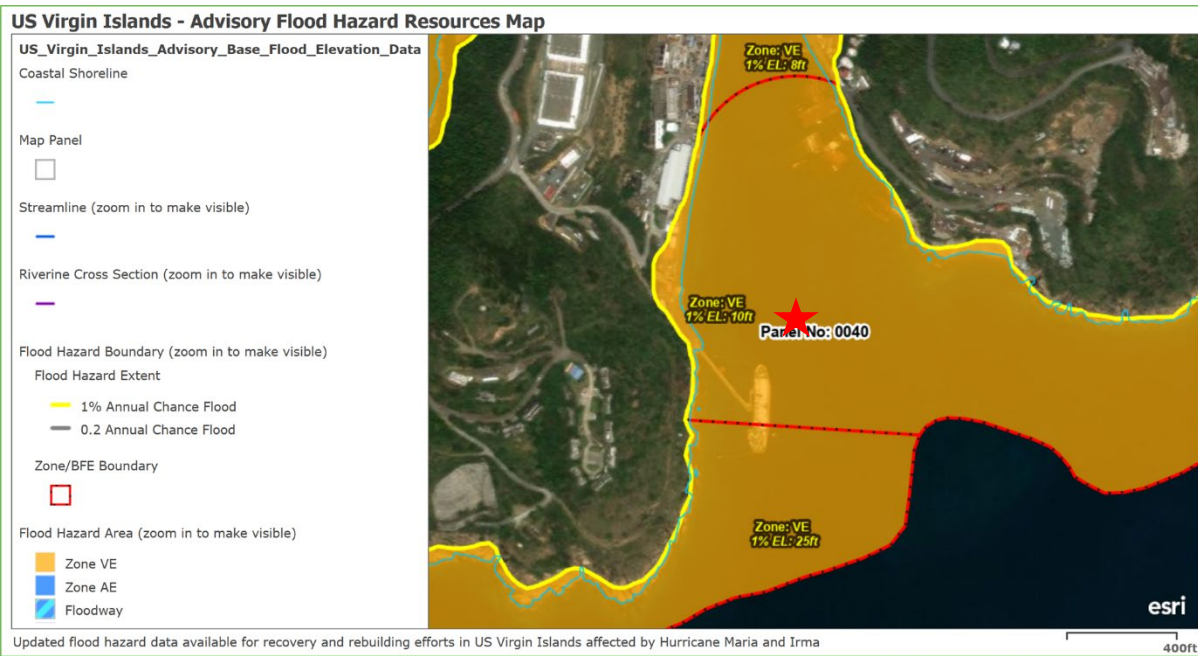 US Virgin Islands - Advisory Flood Hazard Resources Map
US_Virgin_Islands_Advisory_Base_Flood_Elevation_Data
Coastal Shoreline
Map Panel
Streamline (zoom in to make visible)
Riverine Cross Section (zoom in to make visible)
Flood Hazard Boundary (zoom in to make visible)
Flood Hazard Extent
1% Annual Chance Flood
0.2 Annual Chance Flood
Zone/BFE Boundary
Flood Hazard Area (zoom in to make visible)
Zone VE
Zone AE
Floodway
Zone: VE
1% EL: 8ft
Zone: VE
1% EL: 10ft
Panel No: 0040
Zone: VE
1% EL: 25ft
esri
Updated flood hazard data available for recovery and rebuilding efforts in US Virgin Islands affected by Hurricane Maria and Irma
400ft